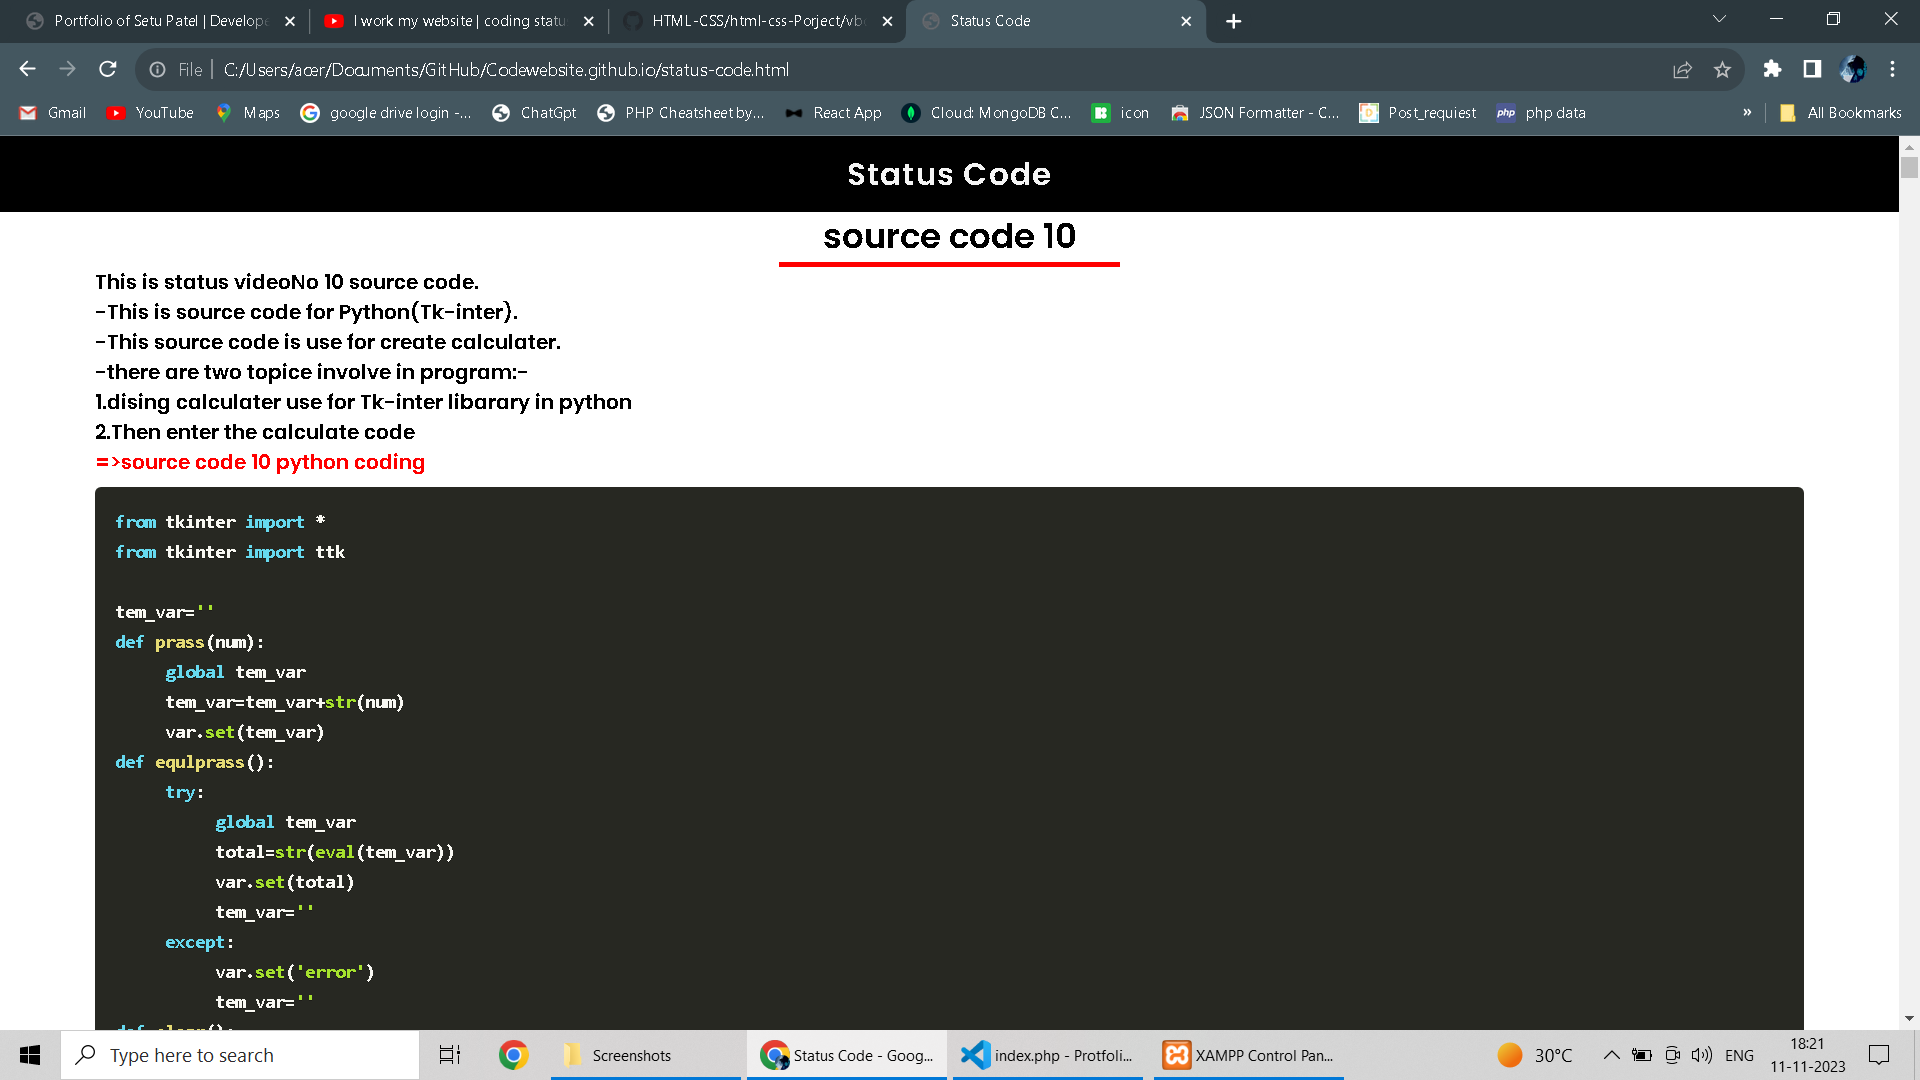 Portfolio of Setu Patel | Develope
I work my website | coding statu
HTML-CSS/html-css-Porject/vb
Status Code
File
C:/Users/acer/Documents/GitHub/Codewebsite.github.io/status-code.html
Gmail
YouTube
Maps
google drive login -...
ChatGpt
PHP Cheatsheet by...
React App
Cloud: MongoDB C...
icon
JSON Formatter - C...
Post_requiest
php
php data
»
All Bookmarks
Status Code
source code 10
This is status videoNo 10 source code.
-This is source code for Python(Tk-inter).
-This source code is use for create calculater.
-there are two topice involve in program:-
1.dising calculater use for Tk-inter libarary in python
2.Then enter the calculate code
=>source code 10 python coding
from tkinter import *
from tkinter import ttk
tem_var=''
def prass(num):
global tem_var
tem_var=tem_var+str(num)
var.set(tem_var)
def equlprass():
try:
global tem_var
total=str(eval(tem_var))
var.set(total)
tem_var=''
except:
var.set('error')
tem_var=''
Type here to search
Screenshots
Status Code - Goog...
index.php - Protfoli...
XAMPP Control Pan...
30°C
ENG
18:21
11-11-2023